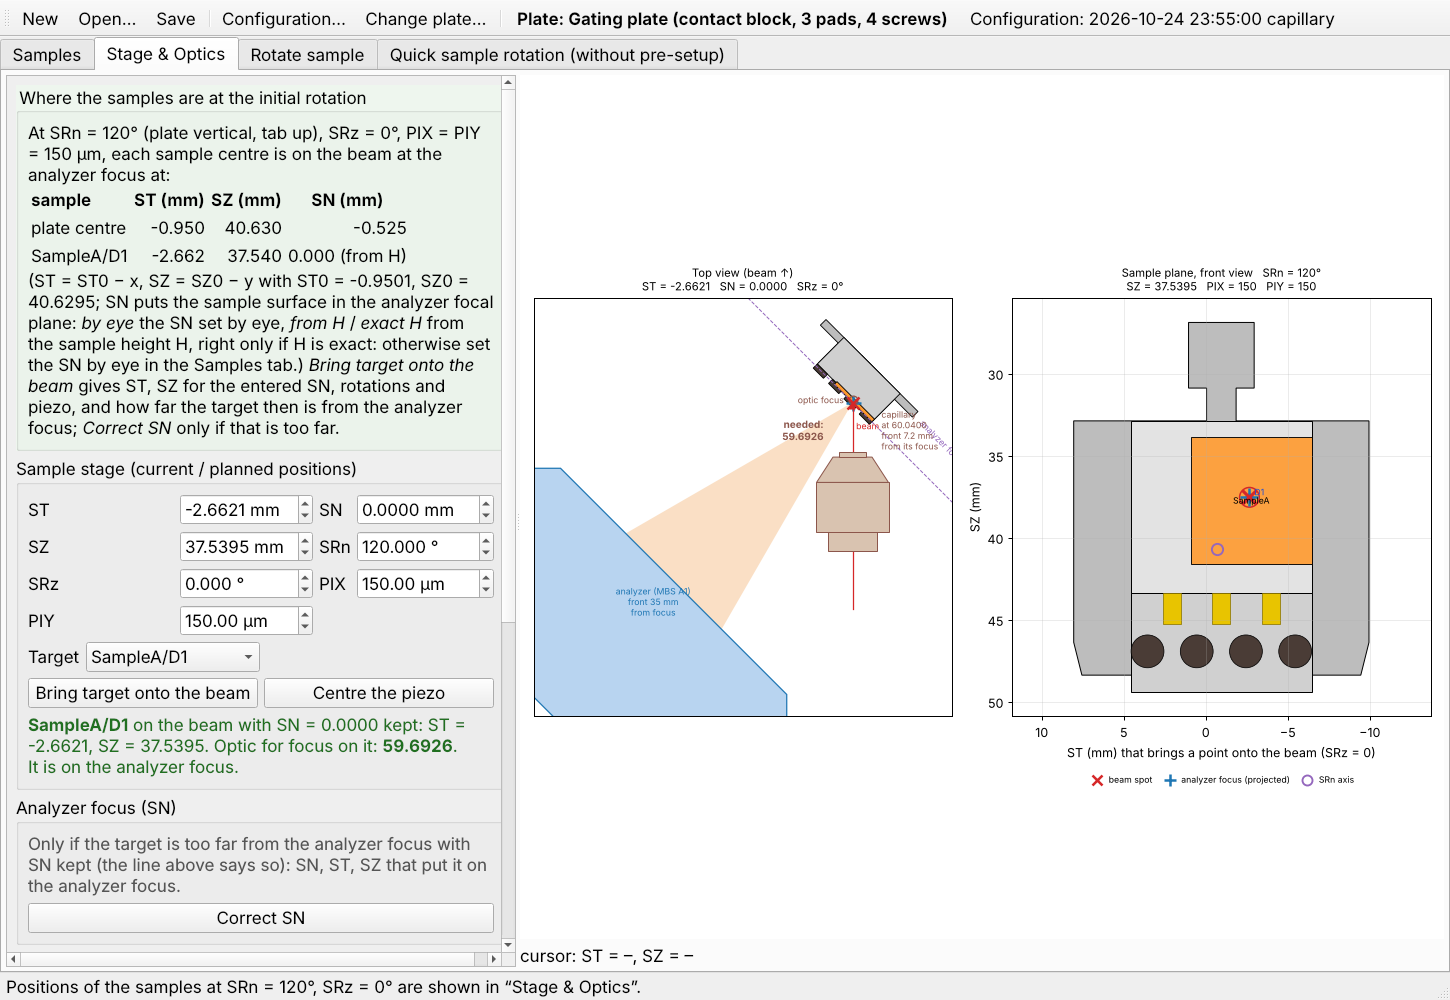 New Open... Save Configuration... Change plate... Plate: Gating plate (contact block, 3 pads, 4 screws) Configuration: 2026-10-24 23:55:00 capillary
Samples Stage & Optics Rotate sample Quick sample rotation (without pre-setup)
Where the samples are at the initial rotation
At SRn = 120° (plate vertical, tab up), SRz = 0°, PIX = PIY
= 150 µm, each sample centre is on the beam at the
analyzer focus at:
sample ST (mm) SZ (mm) SN (mm)
plate centre -0.950 40.630 -0.525
SampleA/D1 -2.662 37.540 0.000 (from H)
(ST = ST0 − x, SZ = SZ0 − y with ST0 = -0.9501, SZ0 =
40.6295; SN puts the sample surface in the analyzer focal
plane: by eye the SN set by eye, from H / exact H from
the sample height H, right only if H is exact: otherwise set
the SN by eye in the Samples tab.) Bring target onto the
beam gives ST, SZ for the entered SN, rotations and
piezo, and how far the target then is from the analyzer
focus; Correct SN only if that is too far.
Sample stage (current / planned positions)
ST -2.6621 mm SN 0.0000 mm
SZ 37.5395 mm SRn 120.000 °
SRz 0.000 ° PIX 150.00 µm
PIY 150.00 µm
Target SampleA/D1
Bring target onto the beam Centre the piezo
SampleA/D1 on the beam with SN = 0.0000 kept: ST =
-2.6621, SZ = 37.5395. Optic for focus on it: 59.6926.
It is on the analyzer focus.
Analyzer focus (SN)
Only if the target is too far from the analyzer focus with
SN kept (the line above says so): SN, ST, SZ that put it on
the analyzer focus.
Correct SN
Top view (beam ↑)
ST = -2.6621 SN = 0.0000 SRz = 0°
optic focus
needed:
59.6926
beam
capillary
at 60.0400
front 7.2 mm
from its focus
analyzer fo
analyzer (MBS A1)
front 35 mm
from focus
Sample plane, front view SRn = 120°
SZ = 37.5395 PIX = 150 PIY = 150
SZ (mm)
30
35
40
45
50
SampleA
10 5 0 −5 −10
ST (mm) that brings a point onto the beam (SRz = 0)
beam spot analyzer focus (projected) SRn axis
cursor: ST = –, SZ = –
Positions of the samples at SRn = 120°, SRz = 0° are shown in “Stage & Optics”.